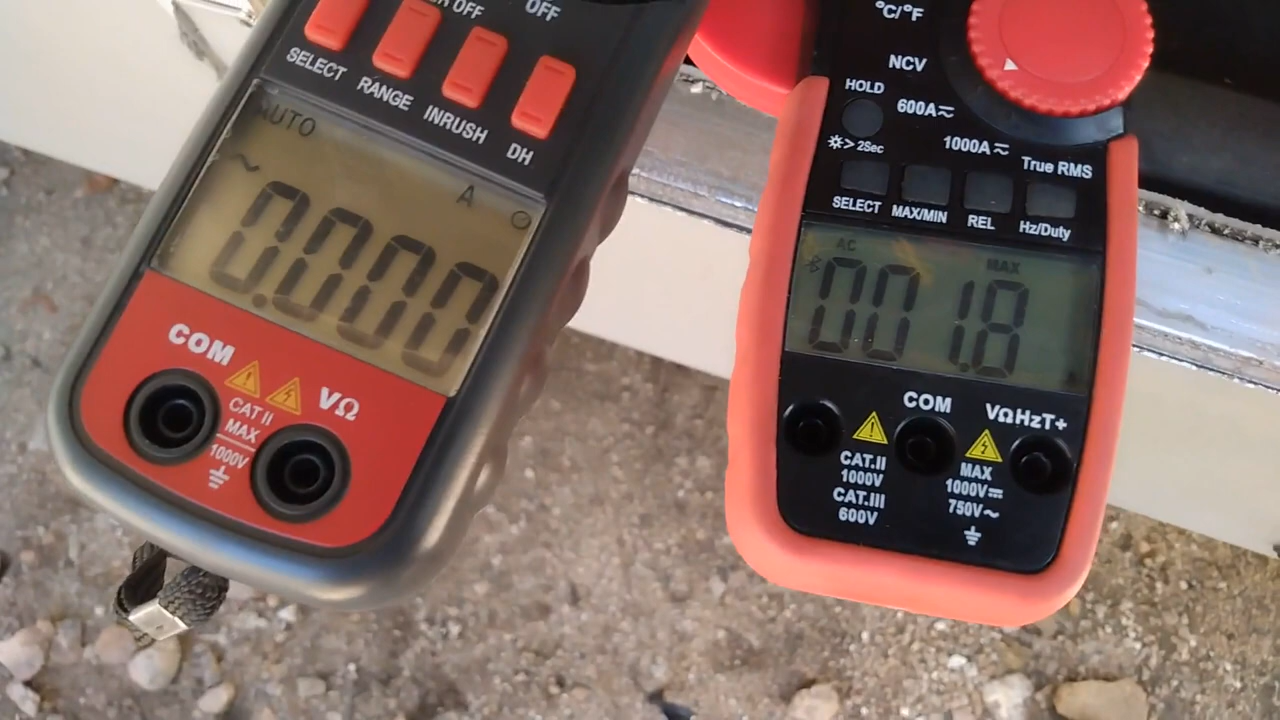 OFF
OFF
SELECT
RANGE
INRUSH
DH
AUTO
A
0.000
COM
VΩ
CAT II
MAX
1000V
°C/°F
NCV
HOLD
600A
> 2Sec
1000A
True RMS
SELECT
MAX/MIN
REL
Hz/Duty
AC
MAX
001.8
COM
VΩHzT+
CAT.II
1000V
CAT.III
600V
MAX
1000V
750V~